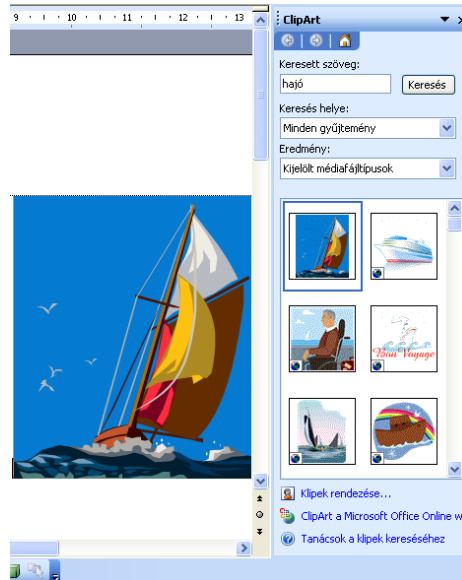 9 · ı · 10 · ı · 11 · ı · 12 · ı · 13
ClipArt
Keresett szöveg:
hajó
Keresés
Keresés helye:
Minden gyűjtemény
Eredmény:
Kijelölt médiafájltípusok
Bon Voyage
Klipek rendezése...
ClipArt a Microsoft Office Online w
Tanácsok a klipek kereséséhez